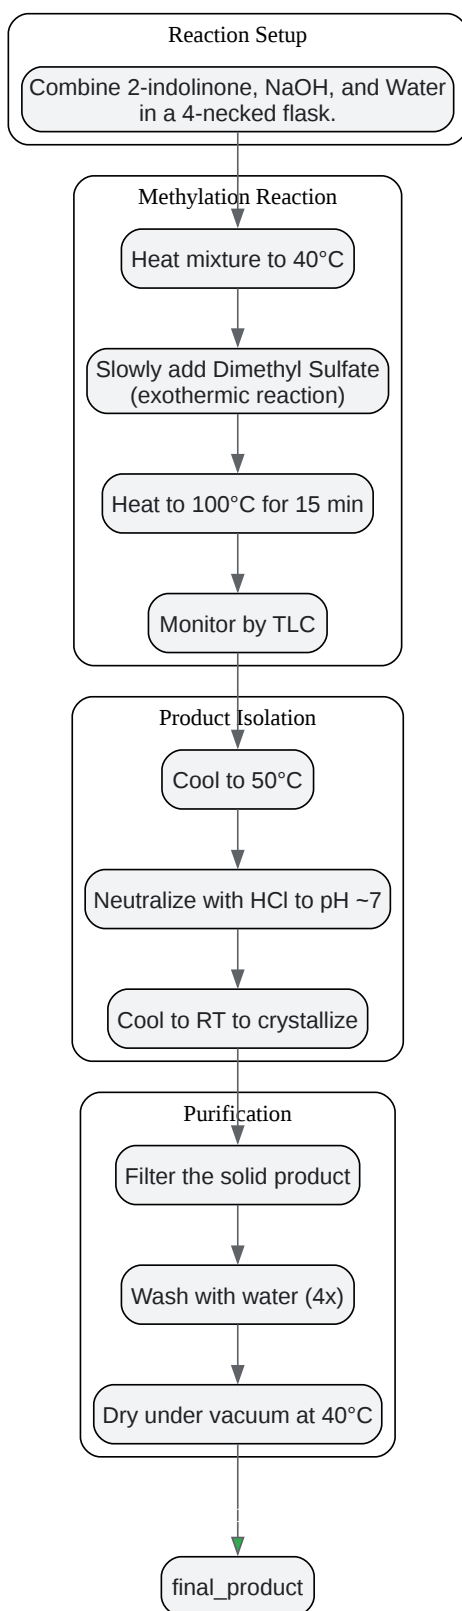 Reaction Setup
Combine 2-indolinone, NaOH, and Water
in a 4-necked flask.
Methylation Reaction
Heat mixture to 40°C
Slowly add Dimethyl Sulfate
(exothermic reaction)
Heat to 100°C for 15 min
Monitor by TLC
Product Isolation
Cool to 50°C
Neutralize with HCl to pH ~7
Cool to RT to crystallize
Purification
Filter the solid product
Wash with water (4x)
Dry under vacuum at 40°C
final_product